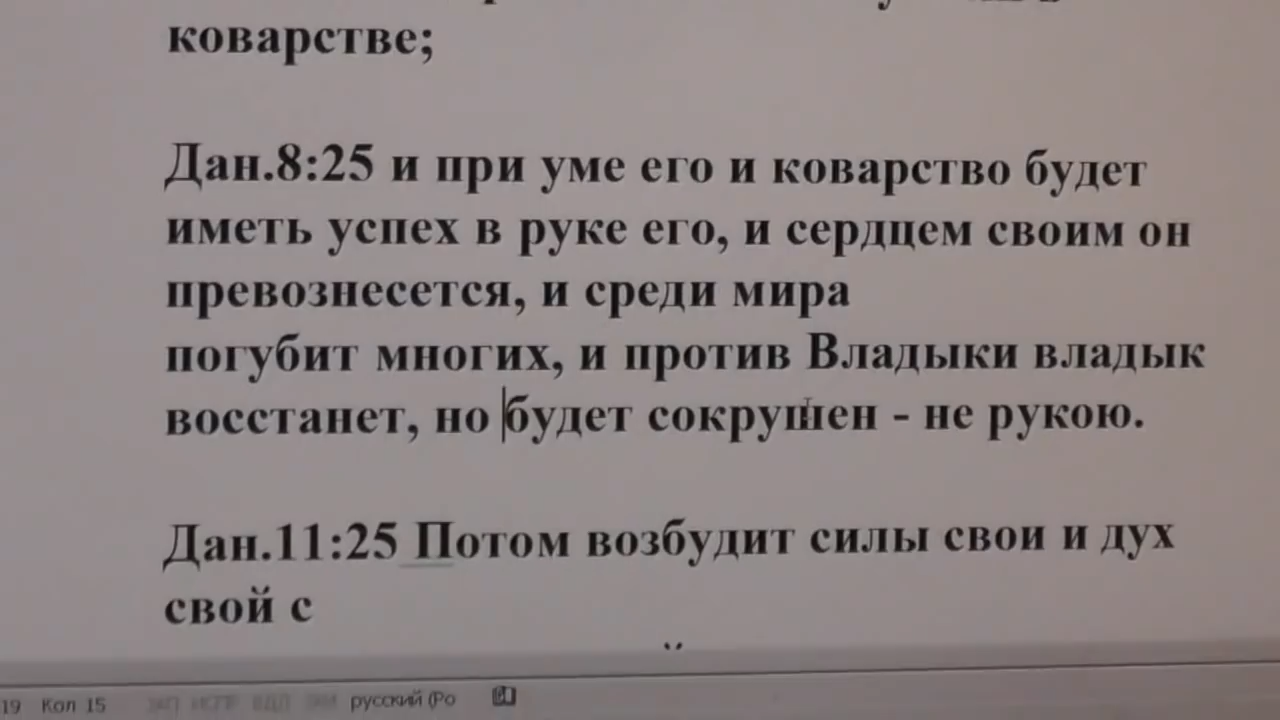 коварстве;
Дан.8:25 и при уме его и коварство будет
иметь успех в руке его, и сердцем своим он
превознесется, и среди мира
погубит многих, и против Владыки владык
восстанет, но будет сокрушен - не рукою.
Дан.11:25 Потом возбудит силы свои и дух
свой с
19 Кол 15 русский (Ро